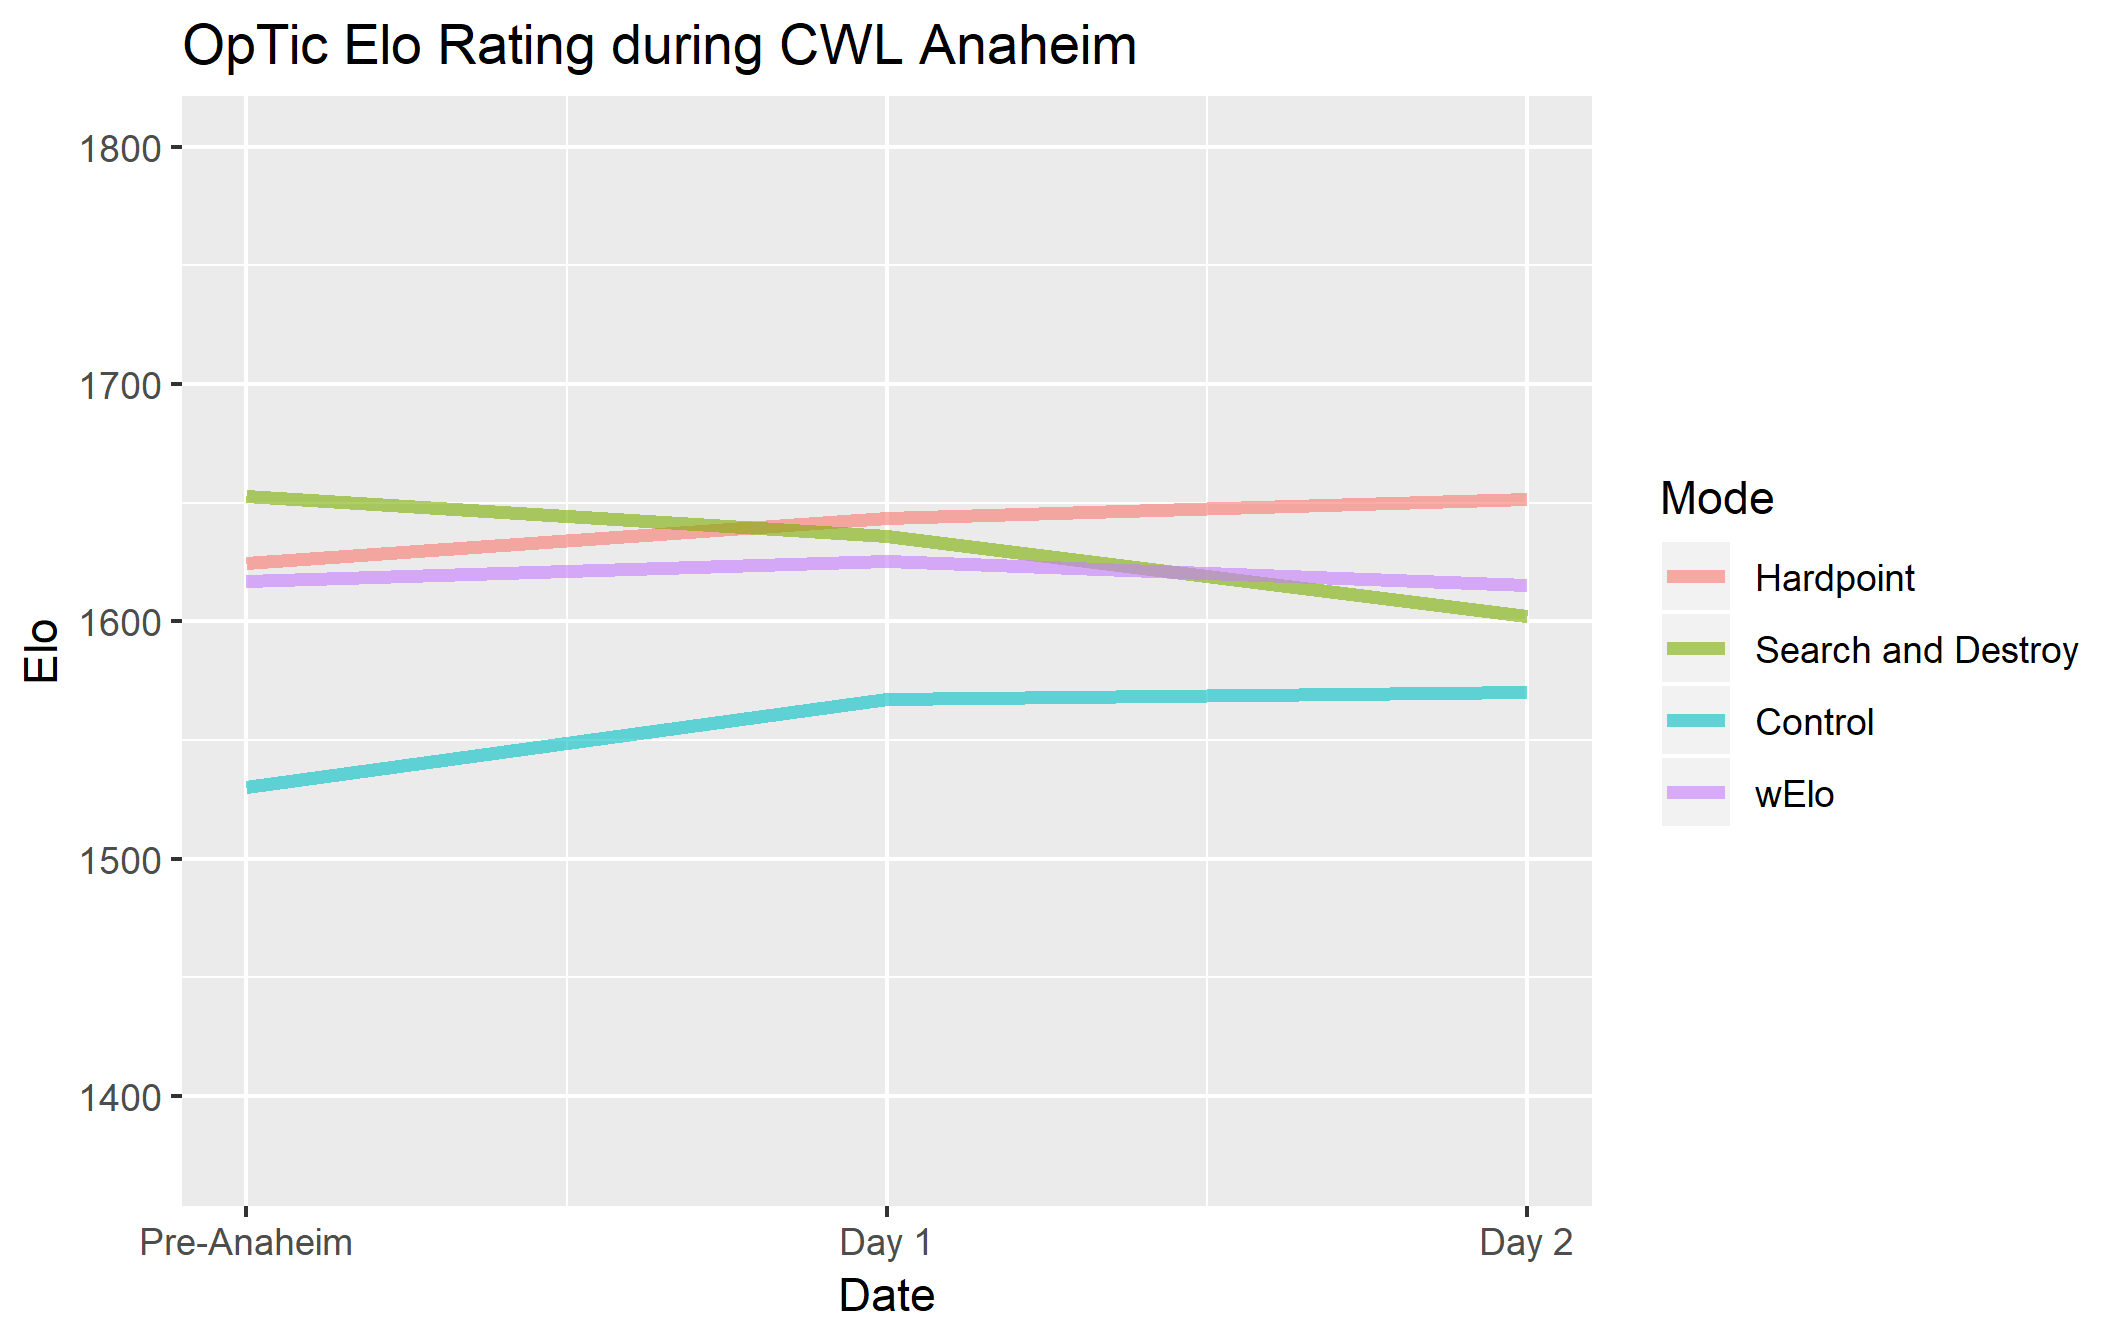 OpTic Elo Rating during CWL Anaheim
1800
1700
1600
1500
1400
Elo
Pre-Anaheim
Day 1
Day 2
Date
Mode
Hardpoint
Search and Destroy
Control
wElo